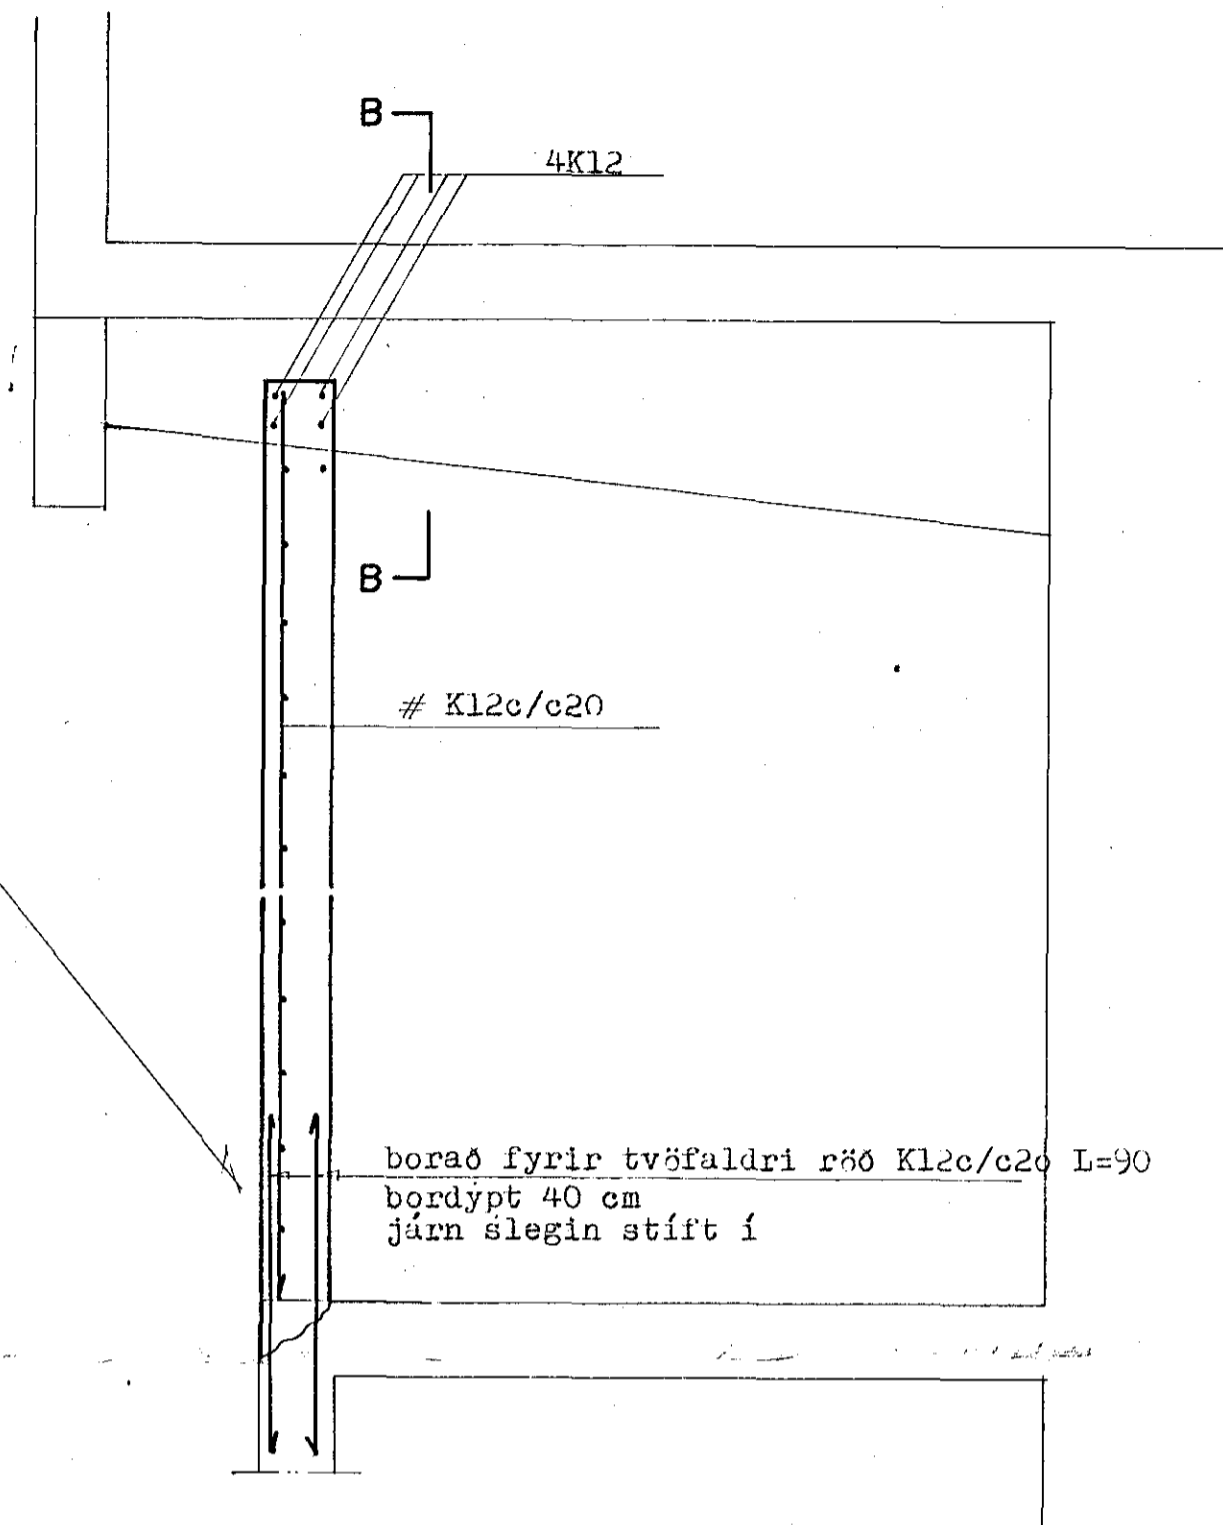 B
4K12
B
# K12c/c20
borað fyrir tvöfaldri röð K12c/c20 L=90
bordýpt 40 cm
járn slegin stíft í